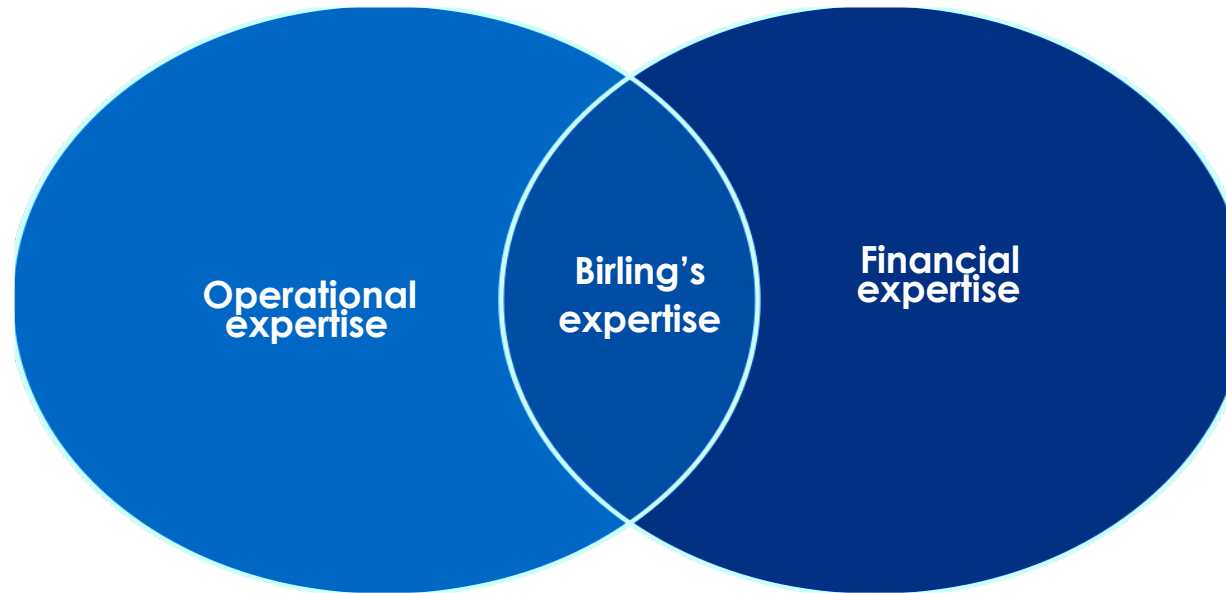 Operational
expertise
Birling’s
expertise
Financial
expertise